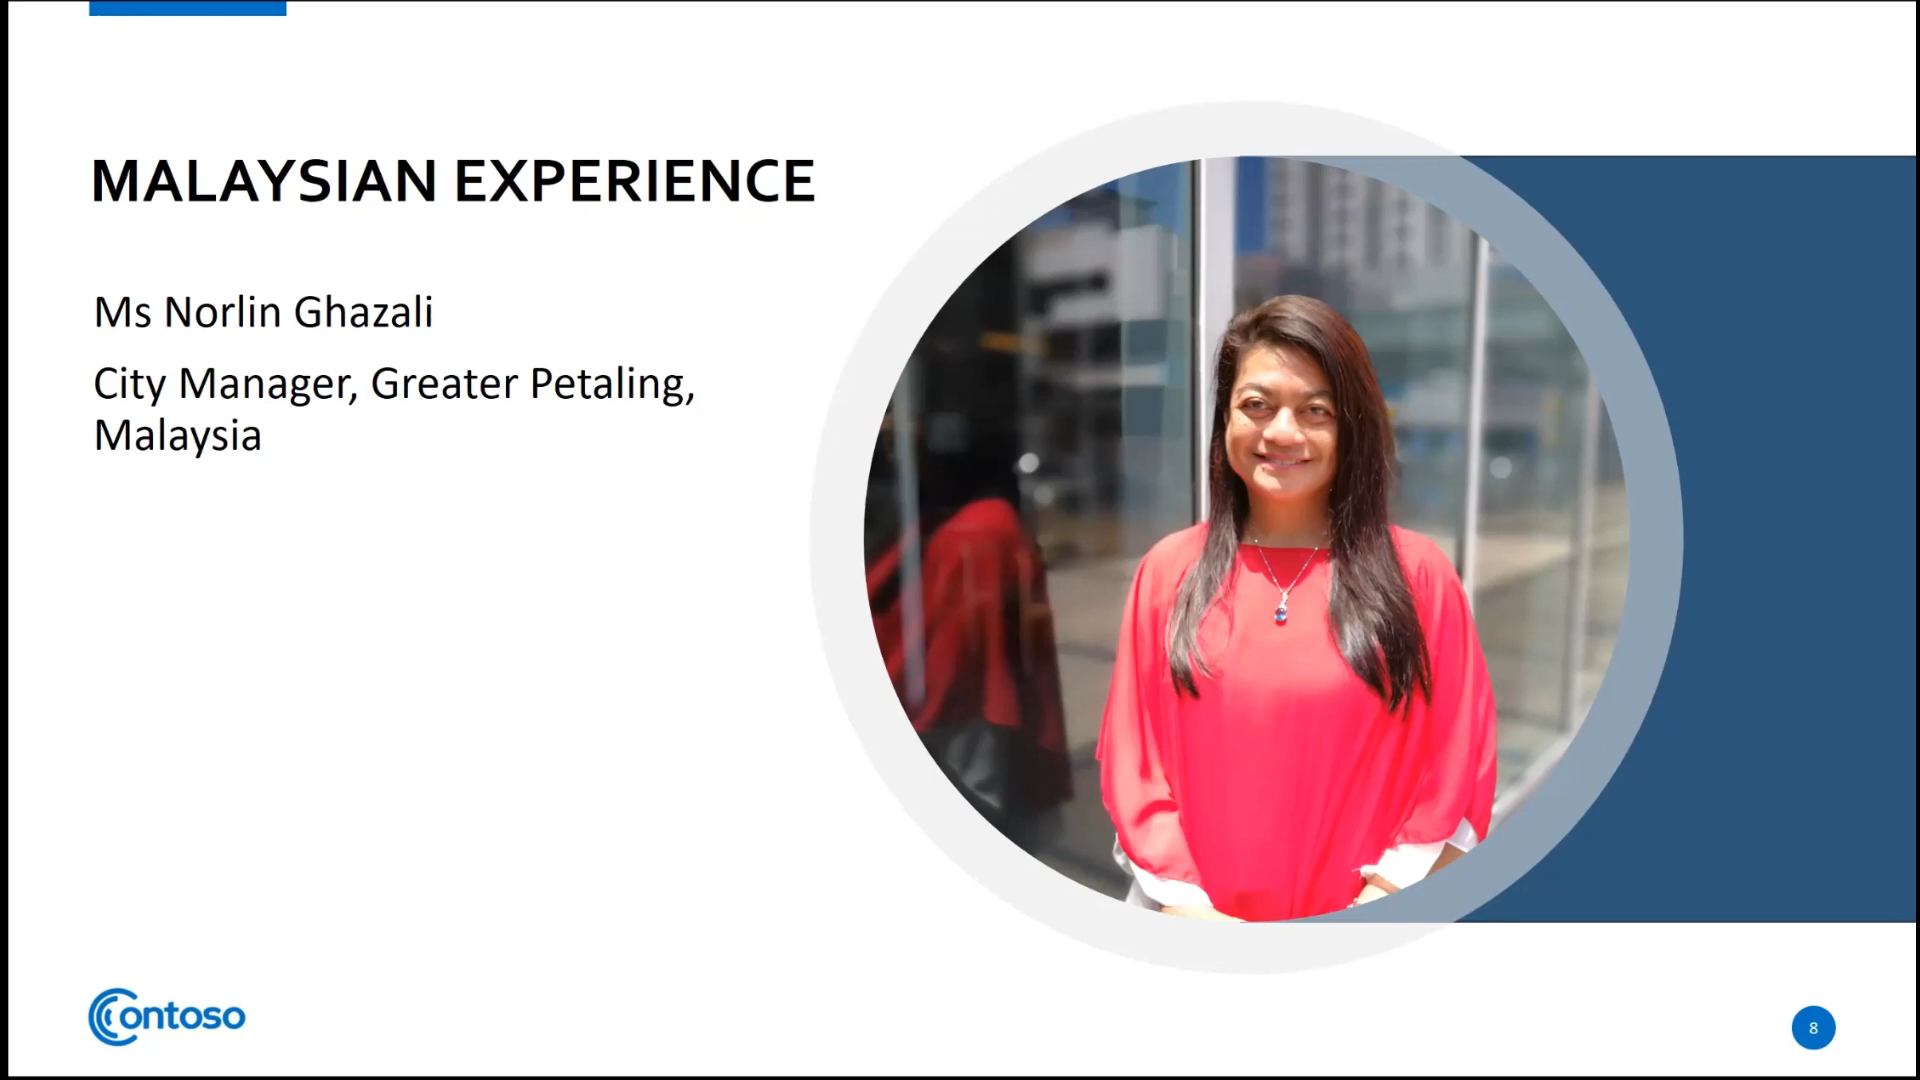 MALAYSIAN EXPERIENCE
Ms Norlin Ghazali
City Manager, Greater Petaling,
Malaysia
Contoso
8